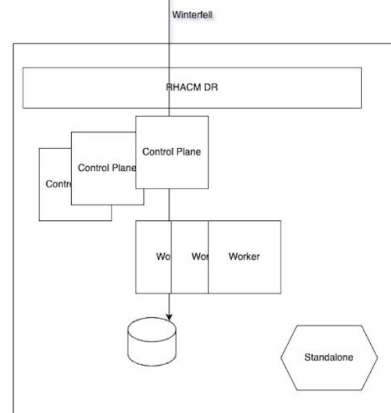 Winterfell
RHACM DR
Control Plane
Control Plane
Contr
Wo
Wor
Worker
Standalone